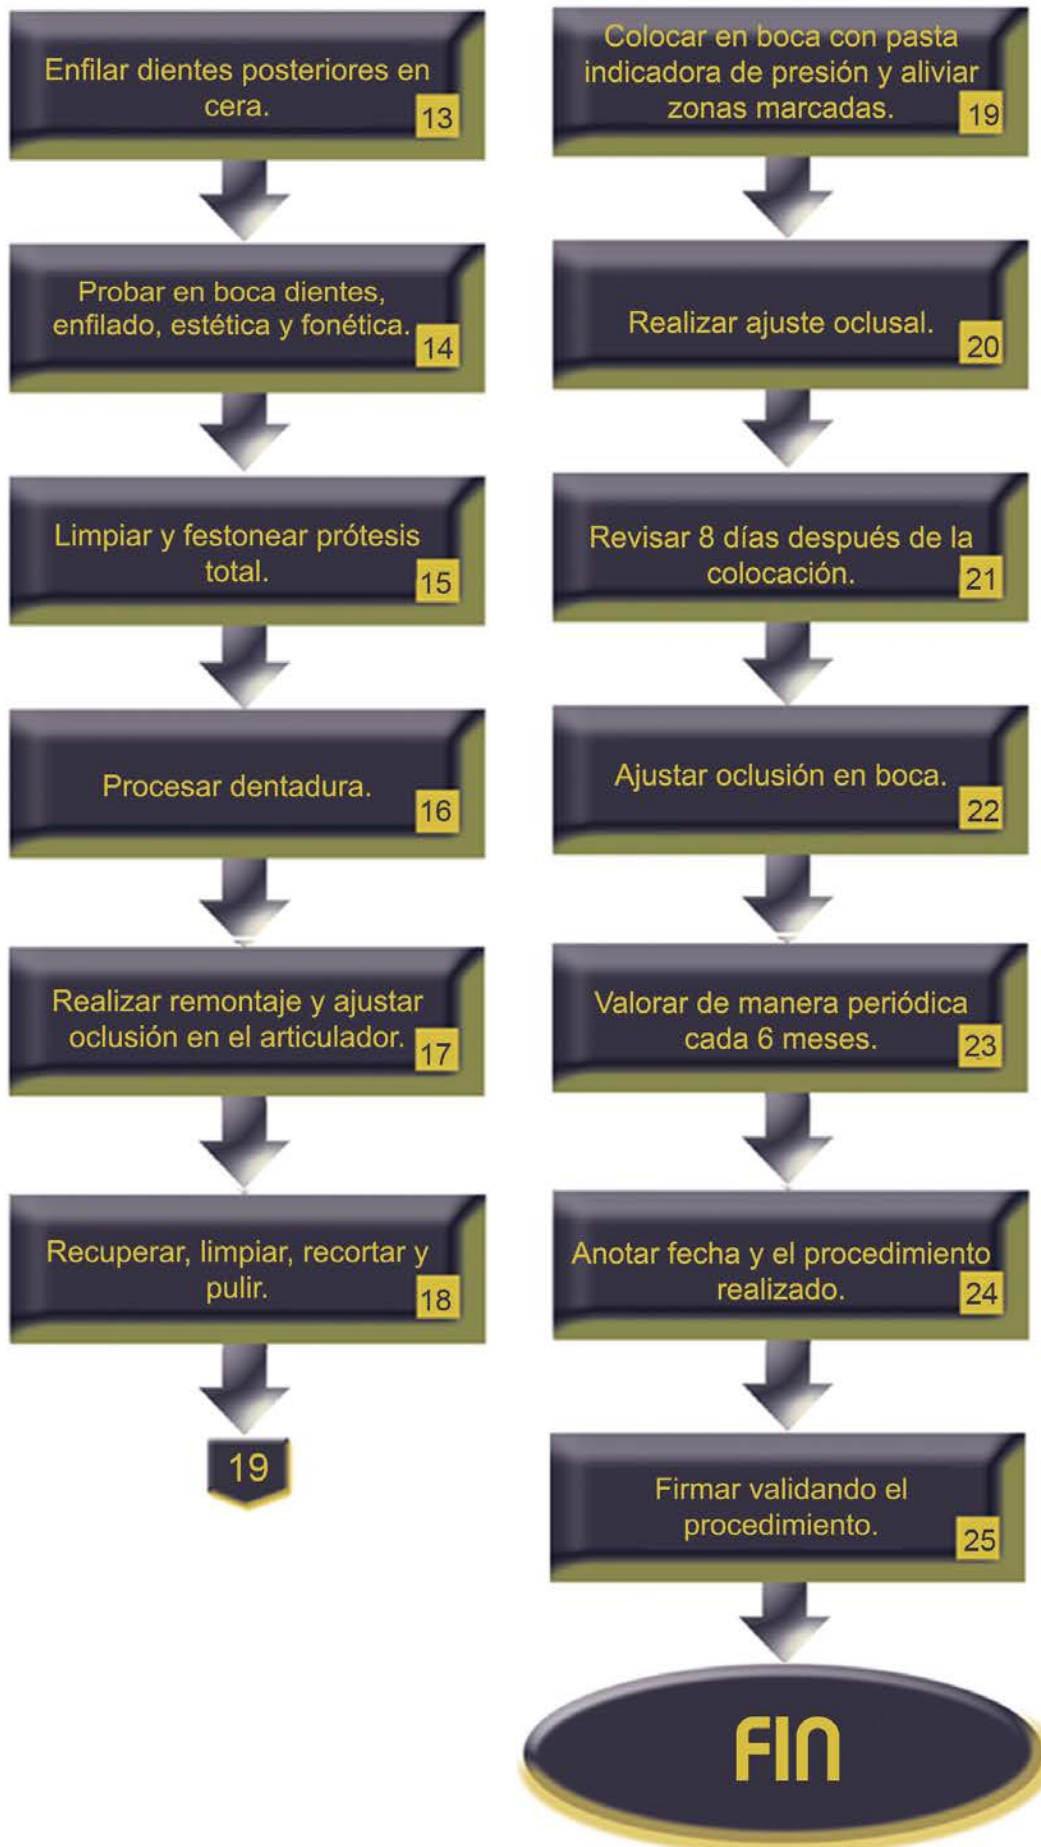 Enfilar dientes posteriores en
cera.
13
Probar en boca dientes,
enfilado, estética y fonética.
14
Limpiar y festonear prótesis
total.
15
Procesar dentadura.
16
Realizar remontaje y ajustar
oclusión en el articulador.
17
Recuperar, limpiar, recortar y
pulir.
18
19
Colocar en boca con pasta
indicadora de presión y aliviar
zonas marcadas.
19
Realizar ajuste oclusal.
20
Revisar 8 días después de la
colocación.
21
Ajustar oclusión en boca.
22
Valorar de manera periódica
cada 6 meses.
23
Anotar fecha y el procedimiento
realizado.
24
Firmar validando el
procedimiento.
25
FIN